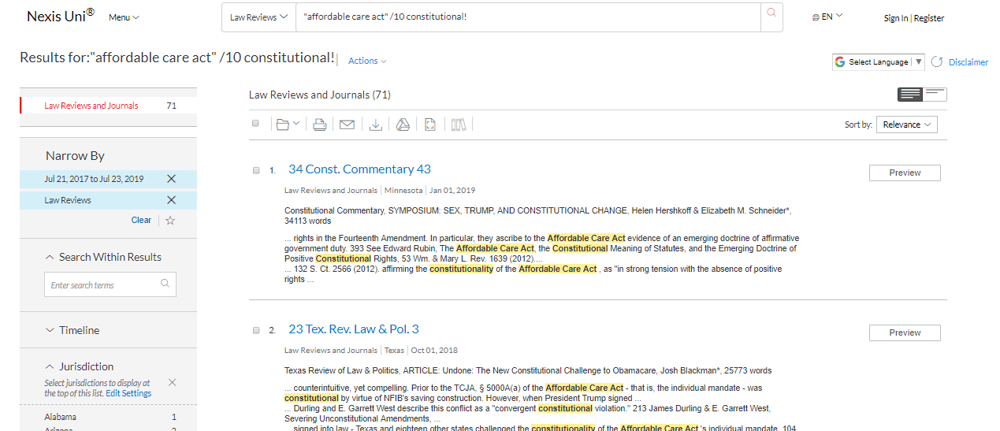 Nexis Uni® Menu Law Reviews "affordable care act" /10 constitutional! EN Sign In | Register
Results for:"affordable care act" /10 constitutional!| Actions
G Select Language ▼ Disclaimer
Law Reviews and Journals 71
Narrow By
Jul 21, 2017 to Jul 23, 2019
Law Reviews
Clear
Search Within Results
Enter search terms
Timeline
Jurisdiction
Select jurisdictions to display at
the top of this list. Edit Settings
Alabama 1
Arizona 2
Law Reviews and Journals (71)
Sort by: Relevance
1. 34 Const. Commentary 43
Preview
Law Reviews and Journals | Minnesota | Jan 01, 2019
Constitutional Commentary, SYMPOSIUM: SEX, TRUMP, AND CONSTITUTIONAL CHANGE, Helen Hershkoff & Elizabeth M. Schneider*,
34113 words
... rights in the Fourteenth Amendment. In particular, they ascribe to the Affordable Care Act evidence of an emerging doctrine of affirmative
government duty. 393 See Edward Rubin, The Affordable Care Act, the Constitutional Meaning of Statutes, and the Emerging Doctrine of
Positive Constitutional Rights, 53 Wm. & Mary L. Rev. 1639 (2012)....
... 132 S. Ct. 2566 (2012). affirming the constitutionality of the Affordable Care Act , as "in strong tension with the absence of positive
rights ...
2. 23 Tex. Rev. Law & Pol. 3
Preview
Law Reviews and Journals | Texas | Oct 01, 2018
Texas Review of Law & Politics, ARTICLE: Undone: The New Constitutional Challenge to Obamacare, Josh Blackman*, 25773 words
... counterintuitive, yet compelling. Prior to the TCJA, § 5000A(a) of the Affordable Care Act - that is, the individual mandate - was
constitutional by virtue of NFIB's saving construction. However, when President Trump signed ...
... Durling and E. Garrett West describe this conflict as a "convergent constitutional violation." 213 James Durling & E. Garrett West,
Severing Unconstitutional Amendments, ...
... signed into law - Texas and eighteen other states challenged the constitutionality of the Affordable Care Act 's individual mandate. 104